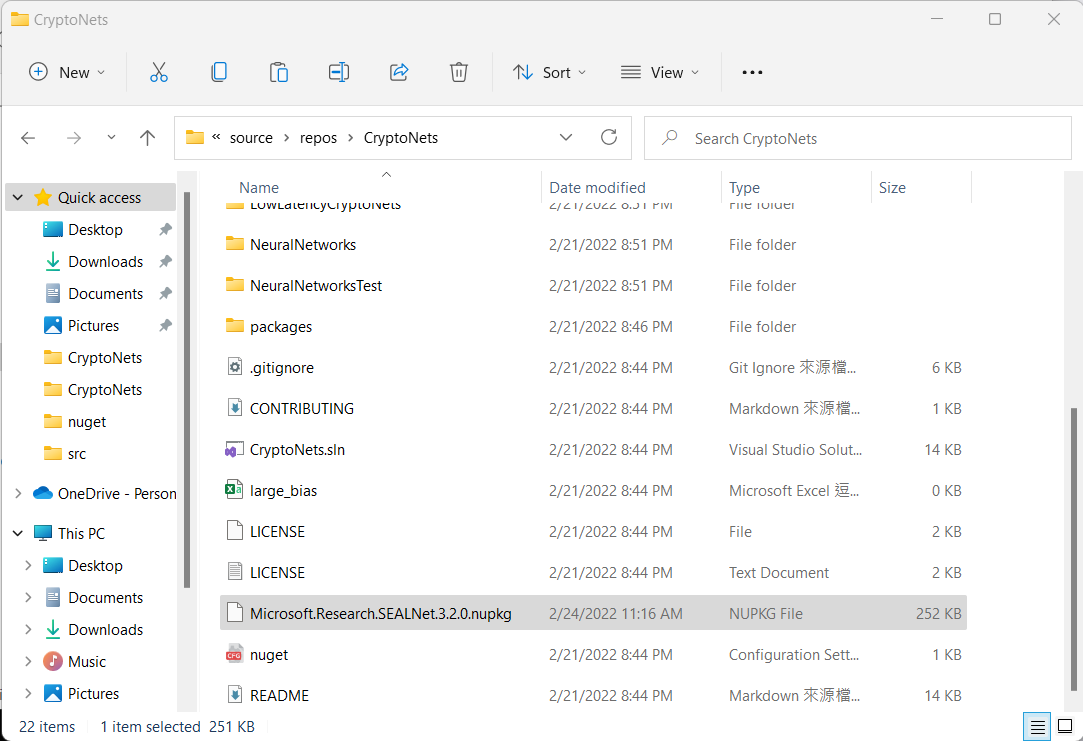 CryptoNets
New
Sort
View
« source › repos › CryptoNets
Search CryptoNets
Name Date modified Type Size
Quick access
Desktop
Downloads
Documents
Pictures
CryptoNets
CryptoNets
nuget
src
OneDrive - Person
This PC
Desktop
Documents
Downloads
Music
Pictures
LowLatencyCryptoNets 2/21/2022 8:51 PM File folder
NeuralNetworks 2/21/2022 8:51 PM File folder
NeuralNetworksTest 2/21/2022 8:51 PM File folder
packages 2/21/2022 8:46 PM File folder
.gitignore 2/21/2022 8:44 PM Git Ignore 來源檔... 6 KB
CONTRIBUTING 2/21/2022 8:44 PM Markdown 來源檔... 1 KB
CryptoNets.sln 2/21/2022 8:44 PM Visual Studio Solut... 14 KB
large_bias 2/21/2022 8:44 PM Microsoft Excel 逗... 0 KB
LICENSE 2/21/2022 8:44 PM File 2 KB
LICENSE 2/21/2022 8:44 PM Text Document 2 KB
Microsoft.Research.SEALNet.3.2.0.nupkg 2/24/2022 11:16 AM NUPKG File 252 KB
CFG nuget 2/21/2022 8:44 PM Configuration Sett... 1 KB
README 2/21/2022 8:44 PM Markdown 來源檔... 14 KB
22 items 1 item selected 251 KB